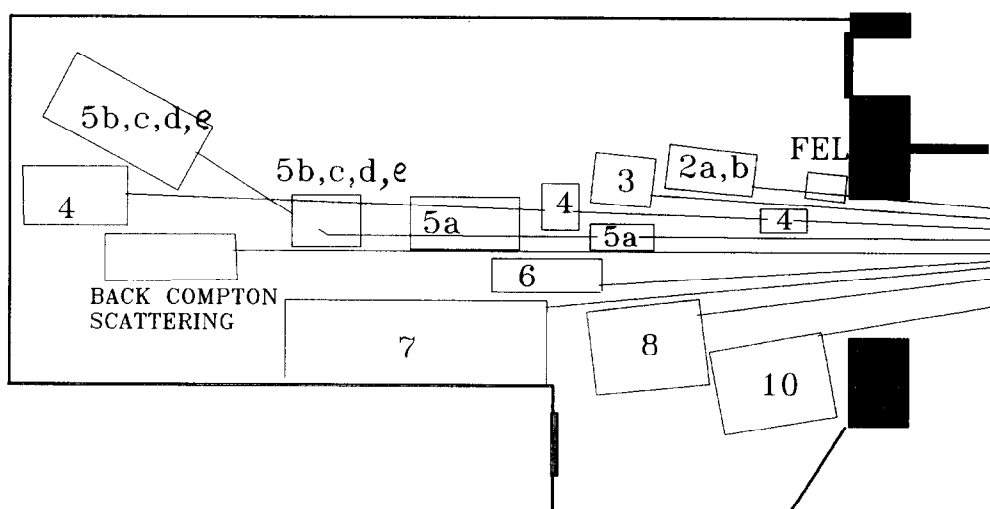 5b,c,d,e
FEL
5b,c,d,e
3
2a,b
4
4
4
5a
5a
6
BACK COMPTON
SCATTERING
7
8
10